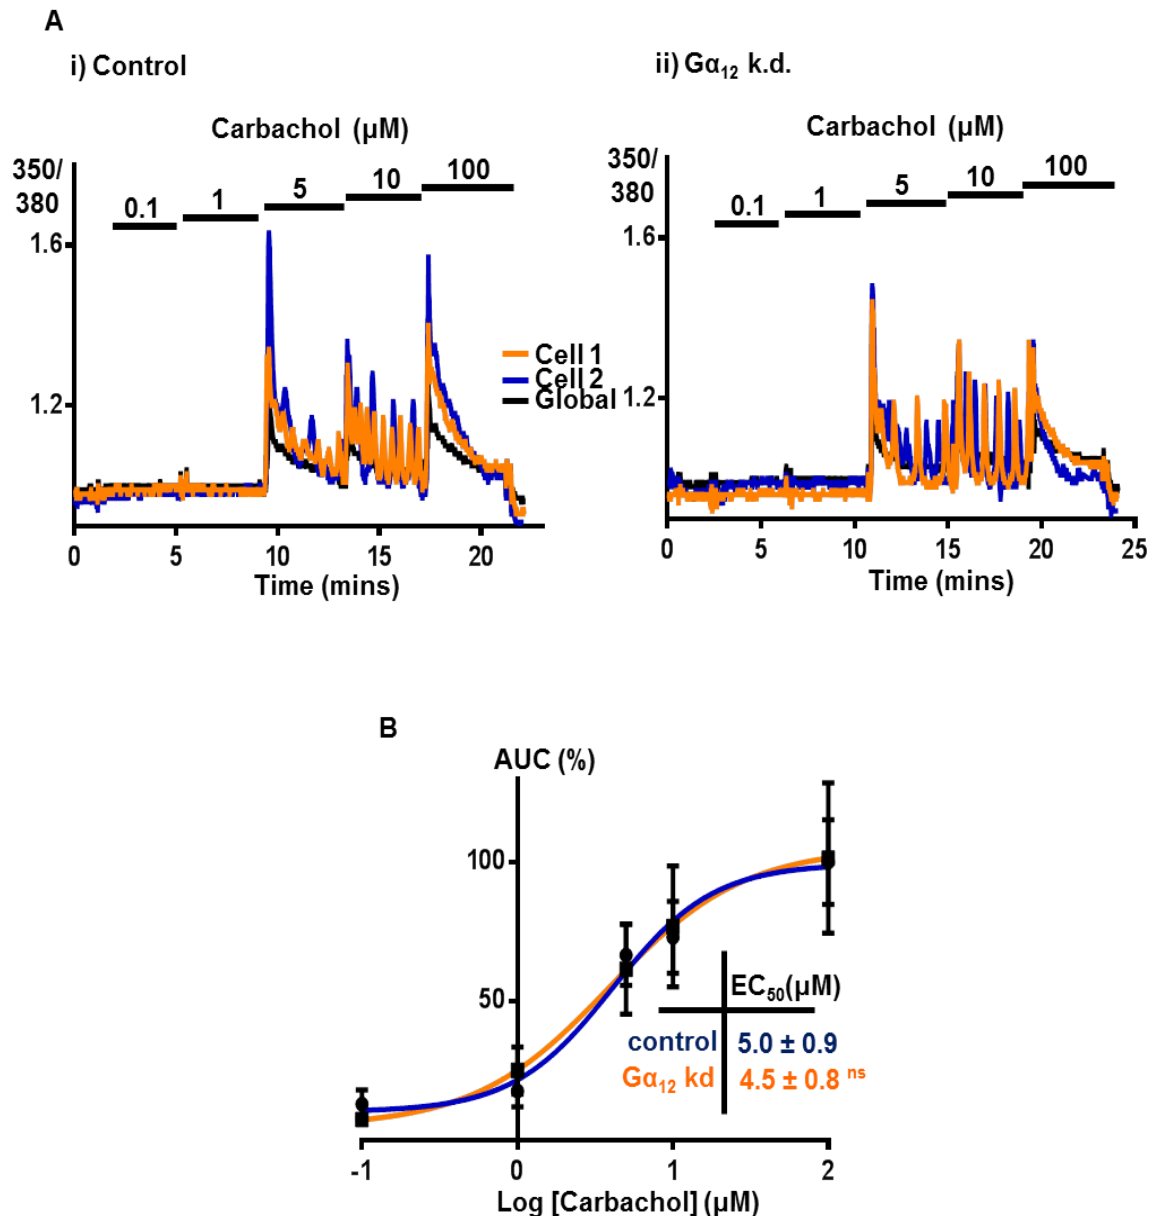 A
i) Control
ii) Gα₁₂ k.d.
Carbachol (µM)
Carbachol (µM)
350/
380
0.1
1
5
10
100
1.6
1.2
Cell 1
Cell 2
Global
0
5
10
15
20
Time (mins)
350/
380
0.1
1
5
10
100
1.6
1.2
0
5
10
15
20
25
Time (mins)
B
AUC (%)
100
50
EC₅₀(µM)
control 5.0 ± 0.9
Gα₁₂ kd 4.5 ± 0.8 ns
-1
0
1
2
Log [Carbachol] (µM)